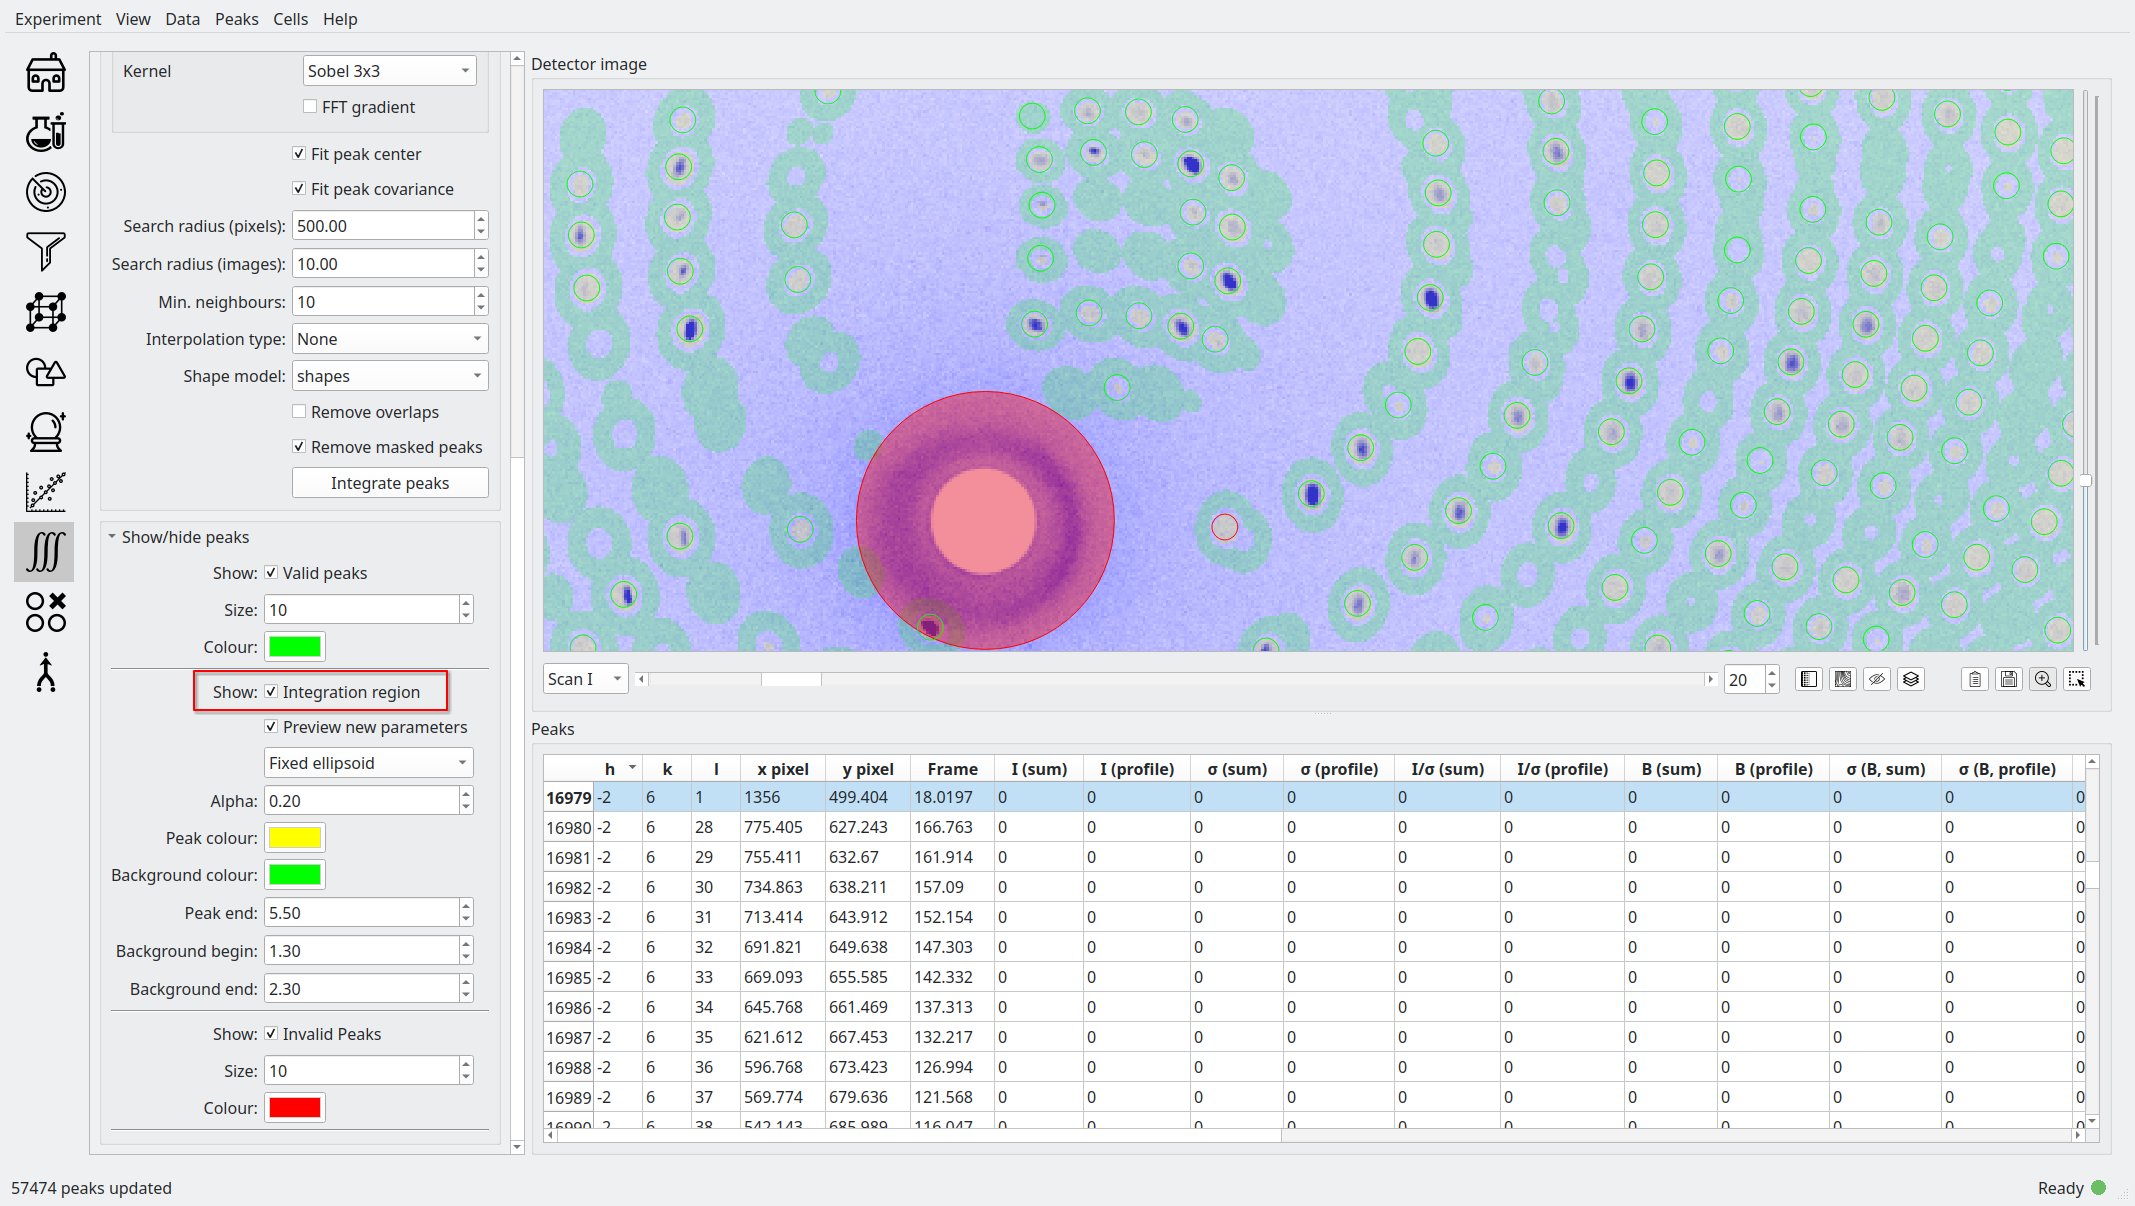 Experiment View Data Peaks Cells Help
Kernel
Sobel 3x3
FFT gradient
Fit peak center
Fit peak covariance
Search radius (pixels): 500.00
Search radius (images): 10.00
Min. neighbours: 10
Interpolation type: None
Shape model: shapes
Remove overlaps
Remove masked peaks
Integrate peaks
Show/hide peaks
Show: Valid peaks
Size: 10
Colour:
Show: Integration region
Preview new parameters
Fixed ellipsoid
Alpha: 0.20
Peak colour:
Background colour:
Peak end: 5.50
Background begin: 1.30
Background end: 2.30
Show: Invalid Peaks
Size: 10
Colour:
Detector image
Scan I
20
Peaks
h k l x pixel y pixel Frame I (sum) I (profile) σ (sum) σ (profile) I/σ (sum) I/σ (profile) B (sum) B (profile) σ (B, sum) σ (B, profile)
16979 -2 6 1 1356 499.404 18.0197 0 0 0 0 0 0 0 0 0 0 0
16980 -2 6 28 775.405 627.243 166.763 0 0 0 0 0 0 0 0 0 0 0
16981 -2 6 29 755.411 632.67 161.914 0 0 0 0 0 0 0 0 0 0 0
16982 -2 6 30 734.863 638.211 157.09 0 0 0 0 0 0 0 0 0 0 0
16983 -2 6 31 713.414 643.912 152.154 0 0 0 0 0 0 0 0 0 0 0
16984 -2 6 32 691.821 649.638 147.303 0 0 0 0 0 0 0 0 0 0 0
16985 -2 6 33 669.093 655.585 142.332 0 0 0 0 0 0 0 0 0 0 0
16986 -2 6 34 645.768 661.469 137.313 0 0 0 0 0 0 0 0 0 0 0
16987 -2 6 35 621.612 667.453 132.217 0 0 0 0 0 0 0 0 0 0 0
16988 -2 6 36 596.768 673.423 126.994 0 0 0 0 0 0 0 0 0 0 0
16989 -2 6 37 569.774 679.636 121.568 0 0 0 0 0 0 0 0 0 0 0
16990 -2 6 38 542.143 685.989 116.047 0 0 0 0 0 0 0 0 0 0 0
57474 peaks updated
Ready